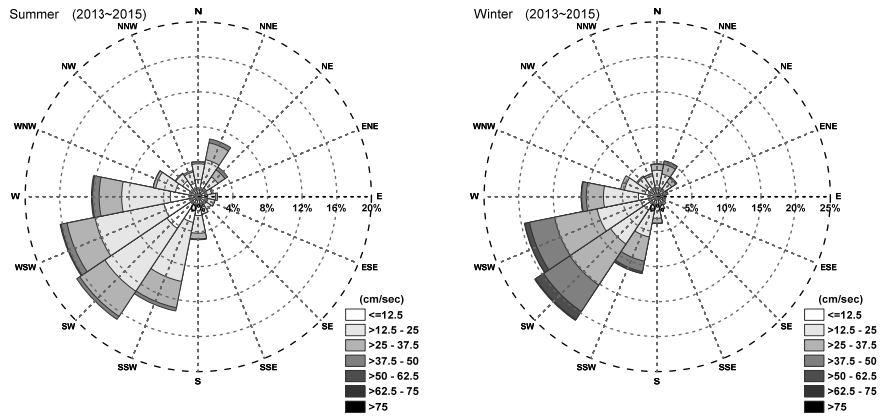 Summer (2013~2015)
N
NNE
NE
ENE
E
ESE
SE
SSE
S
SSW
SW
WSW
W
WNW
NW
NNW
0% 4% 8% 12% 16% 20%
(cm/sec)
<=12.5
>12.5 - 25
>25 - 37.5
>37.5 - 50
>50 - 62.5
>62.5 - 75
>75
Winter (2013~2015)
N
NNE
NE
ENE
E
ESE
SE
SSE
S
SSW
SW
WSW
W
WNW
NW
NNW
0% 5% 10% 15% 20% 25%
(cm/sec)
<=12.5
>12.5 - 25
>25 - 37.5
>37.5 - 50
>50 - 62.5
>62.5 - 75
>75